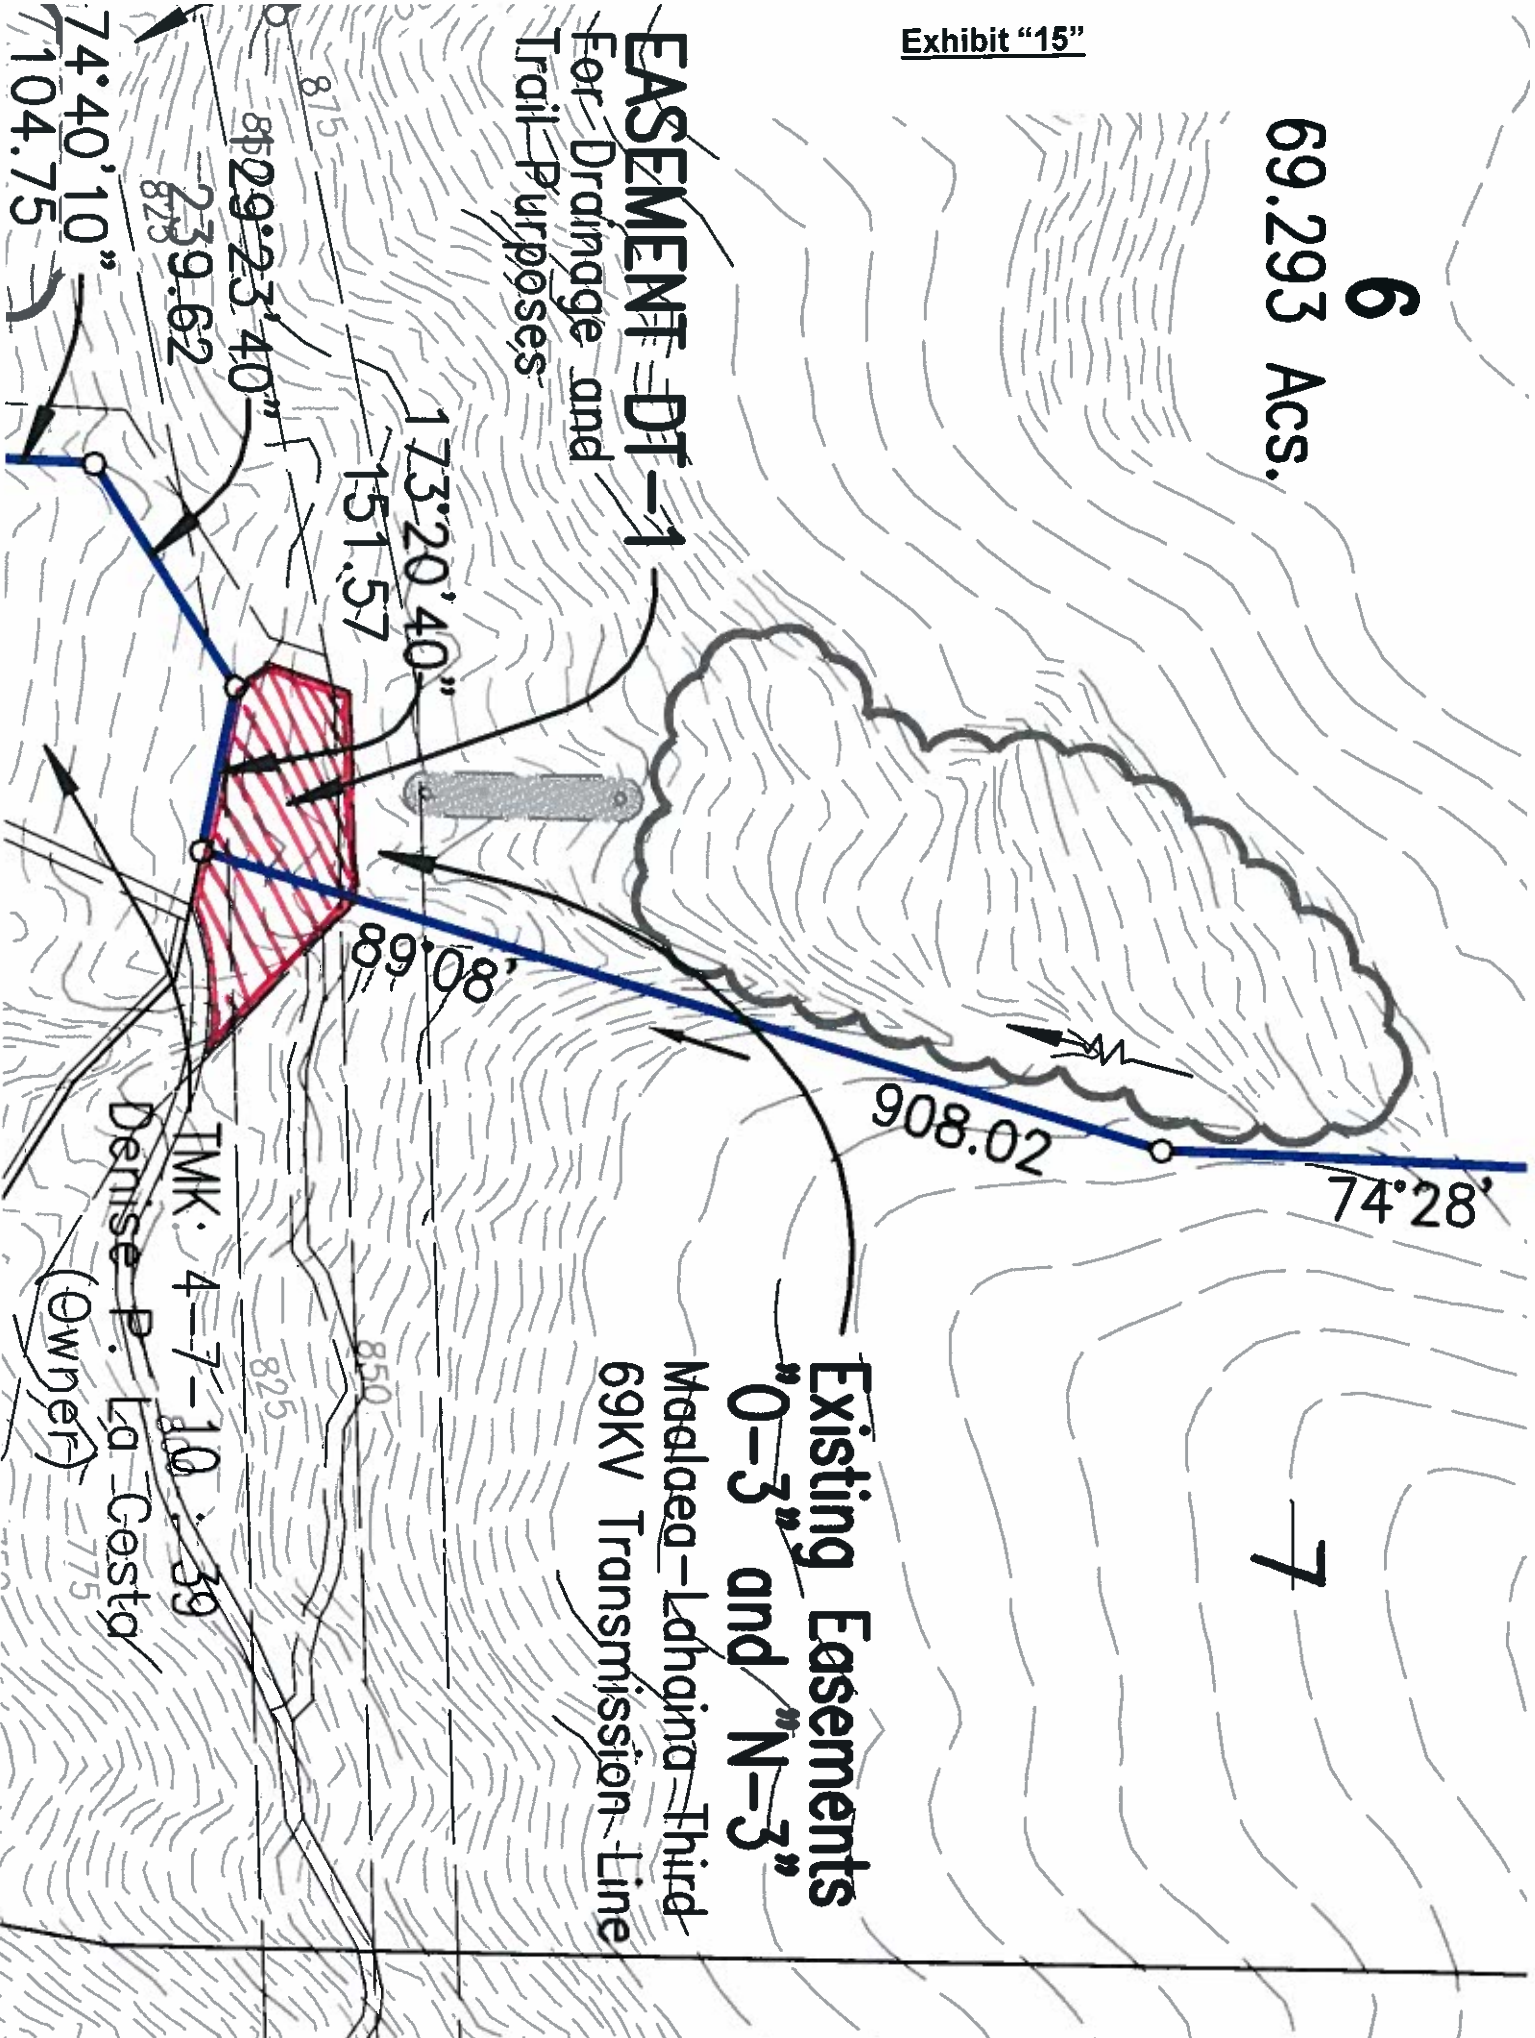 Exhibit “15”
6
69.293 Acs.
EASEMENT DT-1
For Drainage and
Trail Purposes
875
850
129°23'40"
239.62
825
74°40'10"
104.75
173°20'40"
151.57
89°08'
908.02
74°28'
7
Existing Easements
"O-3" and "N-3"
Maalaea-Lahaina Third
69KV Transmission Line
850
825
TMK: 4-7-10 : 39
Denise P. La Costa
(Owner)
800
775